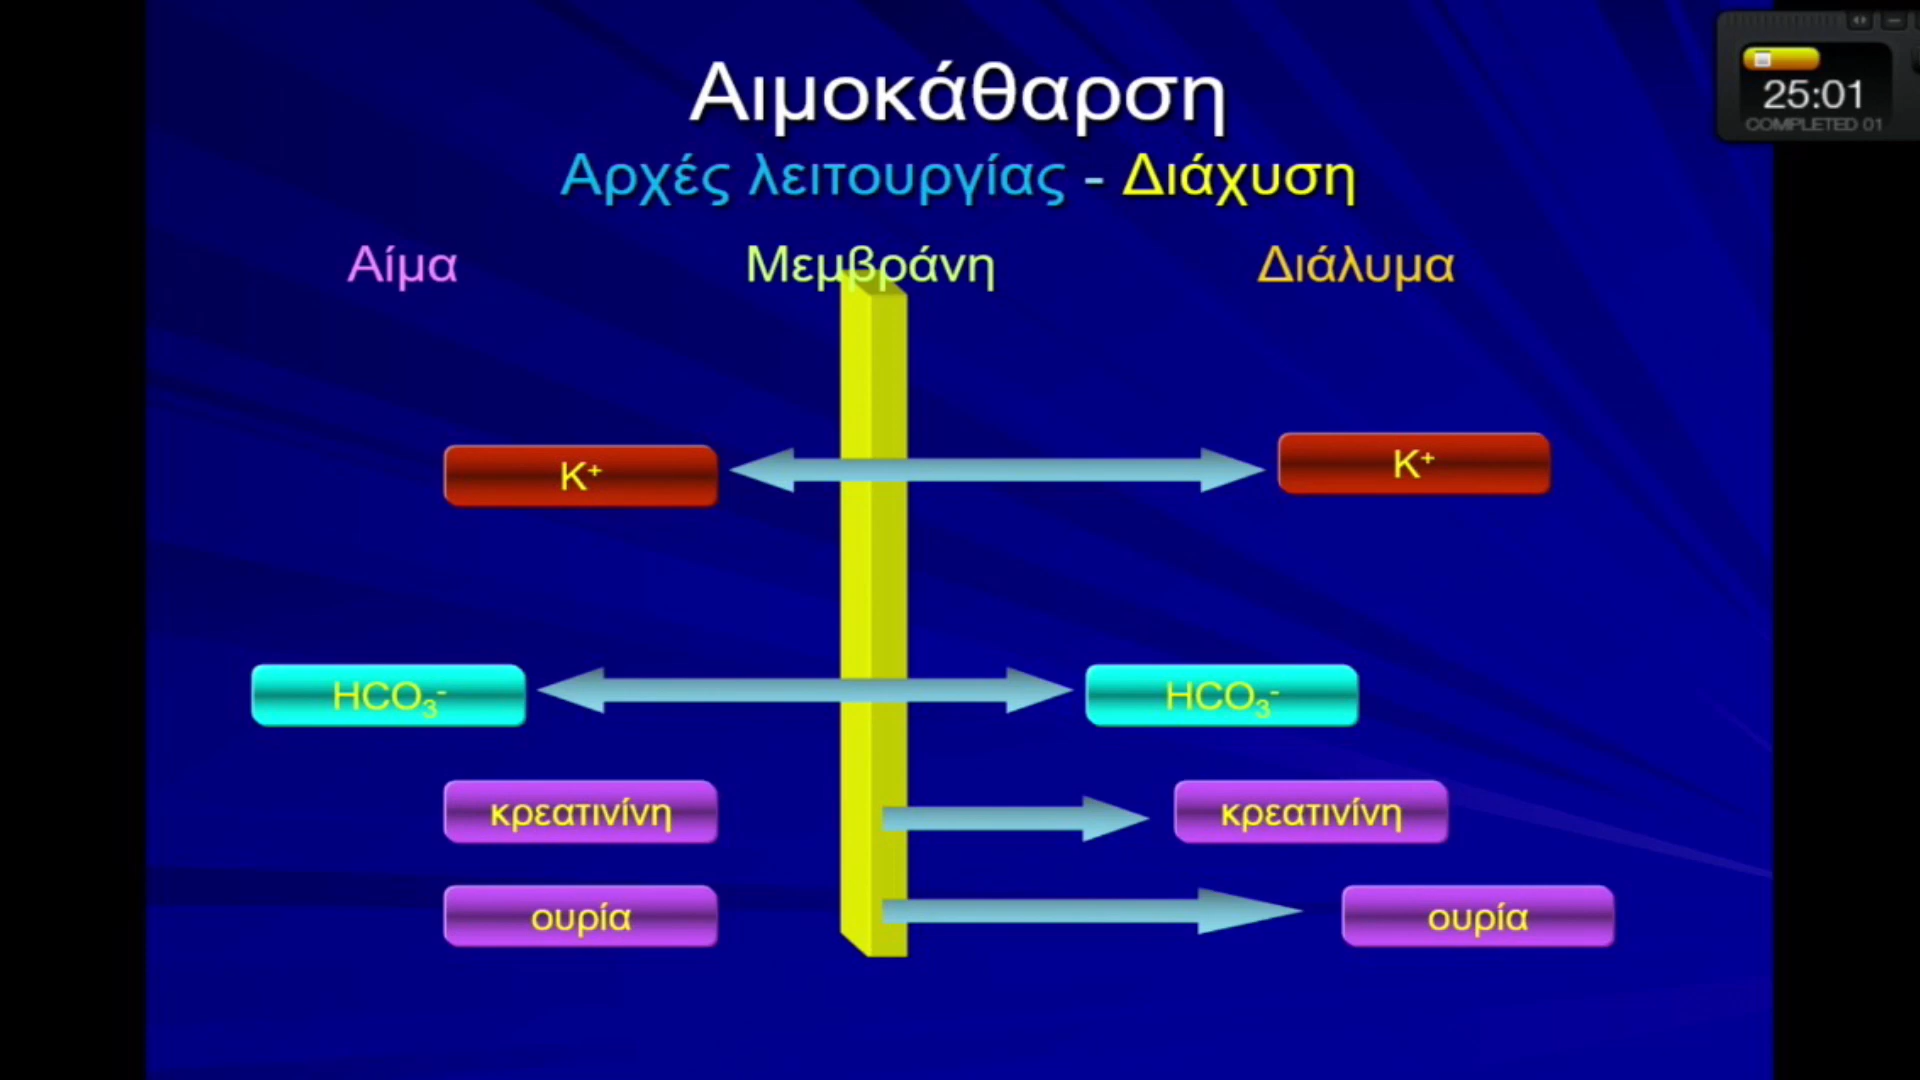 Αιμοκάθαρση
Αρχές λειτουργίας - Διάχυση
Αίμα Μεμβράνη Διάλυμα
K⁺ K⁺
HCO₃⁻ HCO₃⁻
κρεατινίνη κρεατινίνη
ουρία ουρία
25:01
COMPLETED 01